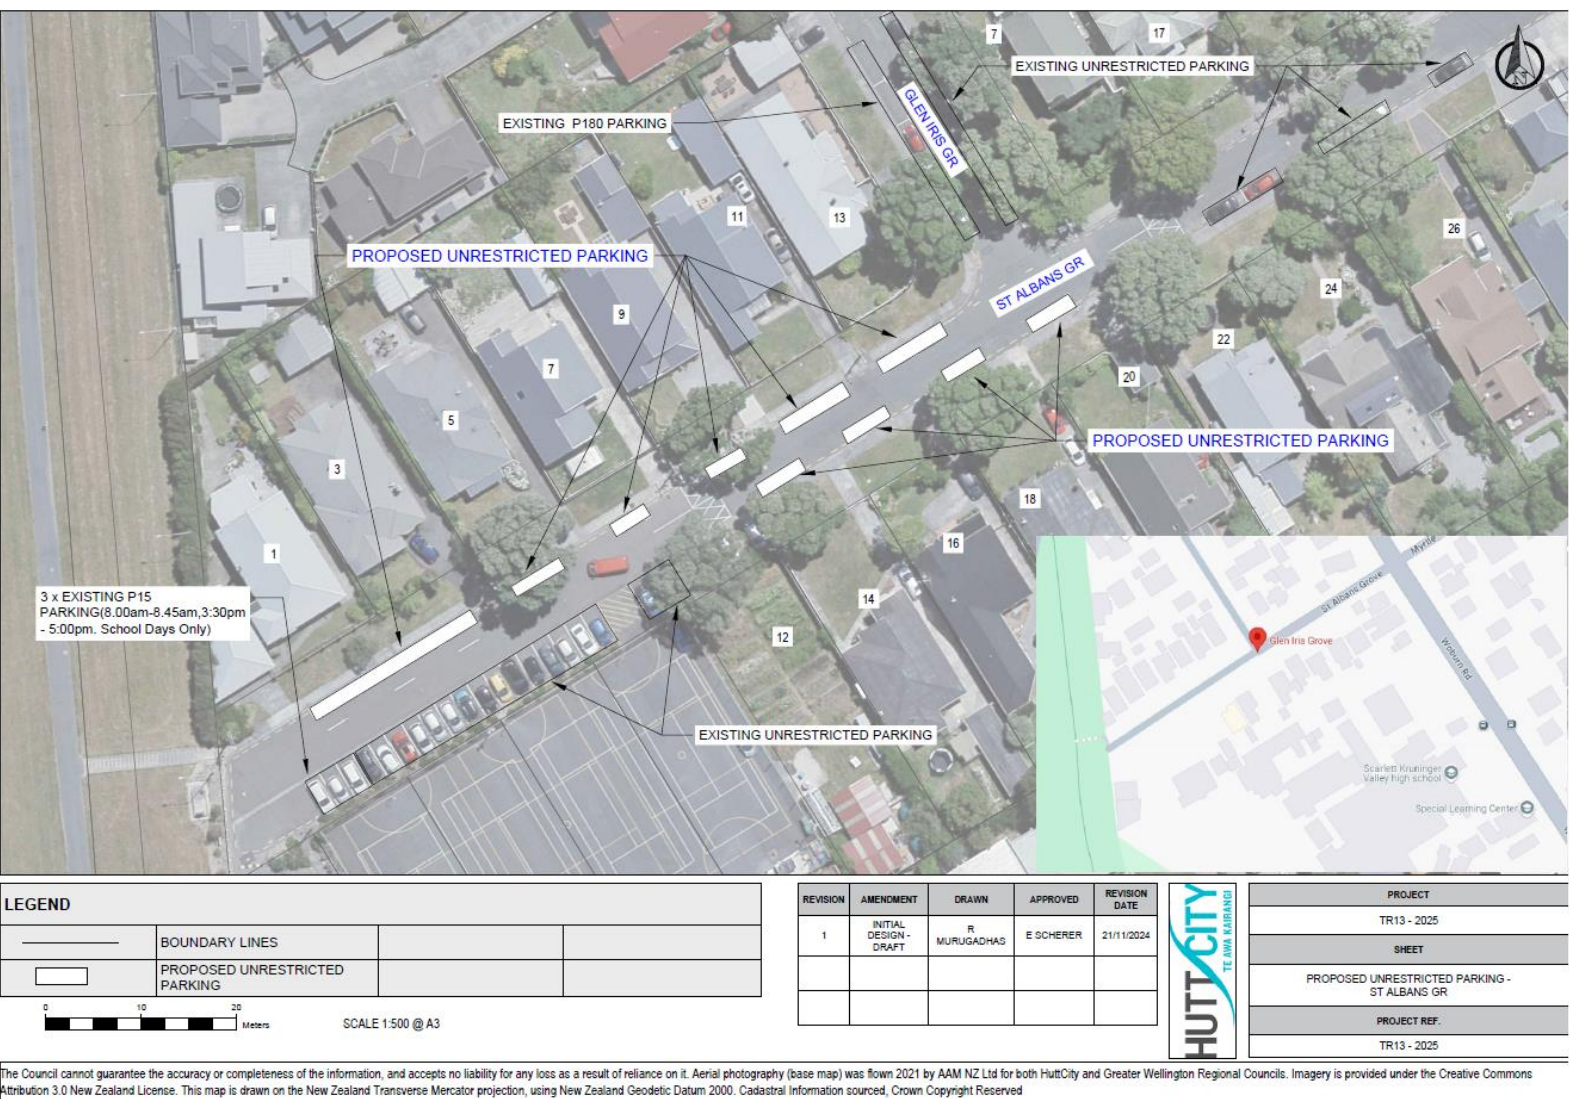 7
17
EXISTING UNRESTRICTED PARKING
N
EXISTING P180 PARKING
GLEN IRIS GR
11
13
26
PROPOSED UNRESTRICTED PARKING
ST ALBANS GR
24
9
22
7
20
5
PROPOSED UNRESTRICTED PARKING
3
18
1
16
3 x EXISTING P15
PARKING(8.00am-8.45am,3:30pm
- 5:00pm. School Days Only)
14
12
EXISTING UNRESTRICTED PARKING
Myrtle
St Albans Grove
Glen Iris Grove
Woburn Rd
Scarlett Kruninger
Valley high school
Special Learning Center
LEGEND
BOUNDARY LINES
PROPOSED UNRESTRICTED
PARKING
0 10 20
Meters
SCALE 1:500 @ A3
REVISION AMENDMENT DRAWN APPROVED REVISION
DATE
1 INITIAL
DESIGN -
DRAFT
R
MURUGADHAS
E SCHERER 21/11/2024
HUTT CITY
TE AWA KAIRANGI
PROJECT
TR13 - 2025
SHEET
PROPOSED UNRESTRICTED PARKING -
ST ALBANS GR
PROJECT REF.
TR13 - 2025
The Council cannot guarantee the accuracy or completeness of the information, and accepts no liability for any loss as a result of reliance on it. Aerial photography (base map) was flown 2021 by AAM NZ Ltd for both HuttCity and Greater Wellington Regional Councils. Imagery is provided under the Creative Commons
Attribution 3.0 New Zealand License. This map is drawn on the New Zealand Transverse Mercator projection, using New Zealand Geodetic Datum 2000. Cadastral Information sourced, Crown Copyright Reserved